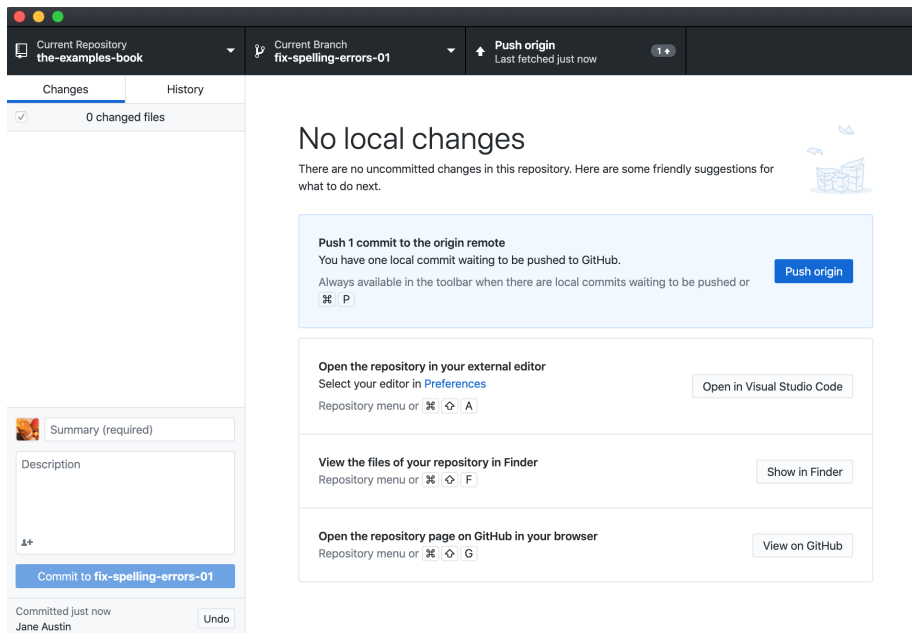 Current Repository
the-examples-book
Current Branch
fix-spelling-errors-01
Push origin
Last fetched just now
1
Changes
History
0 changed files
No local changes
There are no uncommitted changes in this repository. Here are some friendly suggestions for
what to do next.
Push 1 commit to the origin remote
You have one local commit waiting to be pushed to GitHub.
Always available in the toolbar when there are local commits waiting to be pushed or
⌘ P
Push origin
Open the repository in your external editor
Select your editor in Preferences
Repository menu or ⌘ ⇧ A
Open in Visual Studio Code
View the files of your repository in Finder
Repository menu or ⌘ ⇧ F
Show in Finder
Open the repository page on GitHub in your browser
Repository menu or ⌘ ⇧ G
View on GitHub
Summary (required)
Description
Commit to fix-spelling-errors-01
Committed just now
Jane Austin
Undo